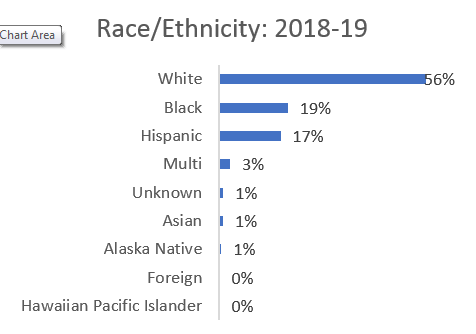 Chart Area
Race/Ethnicity: 2018-19
White 56%
Black 19%
Hispanic 17%
Multi 3%
Unknown 1%
Asian 1%
Alaska Native 1%
Foreign 0%
Hawaiian Pacific Islander 0%